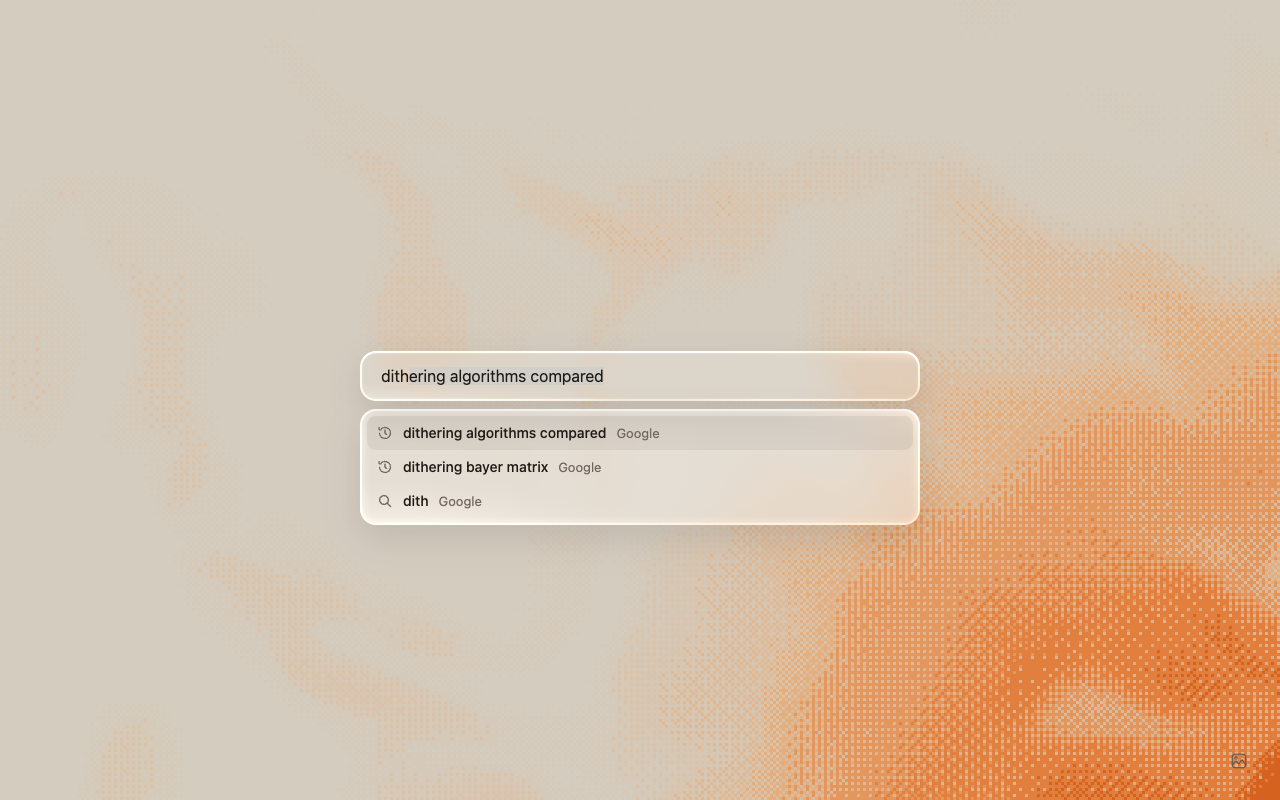 dithering algorithms compared
dithering algorithms compared Google
dithering bayer matrix Google
dith Google